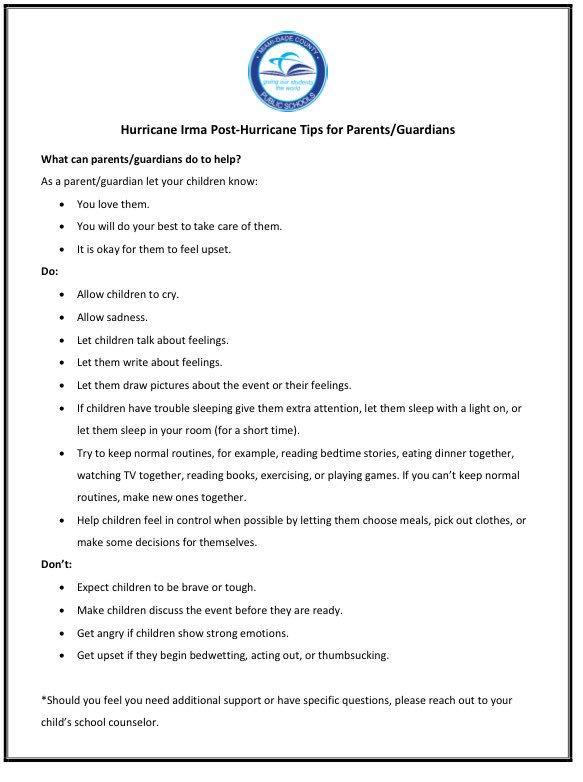 MIAMI-DADE COUNTY
giving our students
the world
PUBLIC SCHOOLS
Hurricane Irma Post-Hurricane Tips for Parents/Guardians
What can parents/guardians do to help?
As a parent/guardian let your children know:
• You love them.
• You will do your best to take care of them.
• It is okay for them to feel upset.
Do:
• Allow children to cry.
• Allow sadness.
• Let children talk about feelings.
• Let them write about feelings.
• Let them draw pictures about the event or their feelings.
• If children have trouble sleeping give them extra attention, let them sleep with a light on, or
let them sleep in your room (for a short time).
• Try to keep normal routines, for example, reading bedtime stories, eating dinner together,
watching TV together, reading books, exercising, or playing games. If you can’t keep normal
routines, make new ones together.
• Help children feel in control when possible by letting them choose meals, pick out clothes, or
make some decisions for themselves.
Don’t:
• Expect children to be brave or tough.
• Make children discuss the event before they are ready.
• Get angry if children show strong emotions.
• Get upset if they begin bedwetting, acting out, or thumbsucking.
*Should you feel you need additional support or have specific questions, please reach out to your
child’s school counselor.